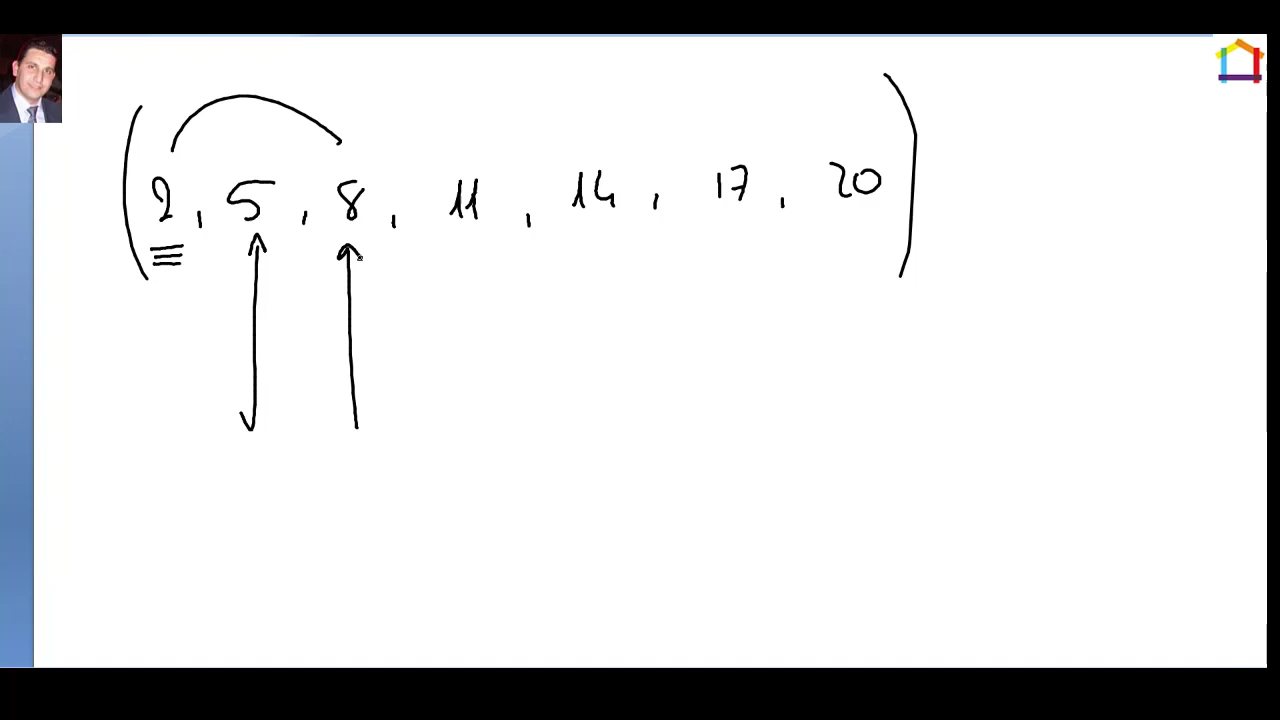 (2, 5, 8, 11, 14, 17, 20)